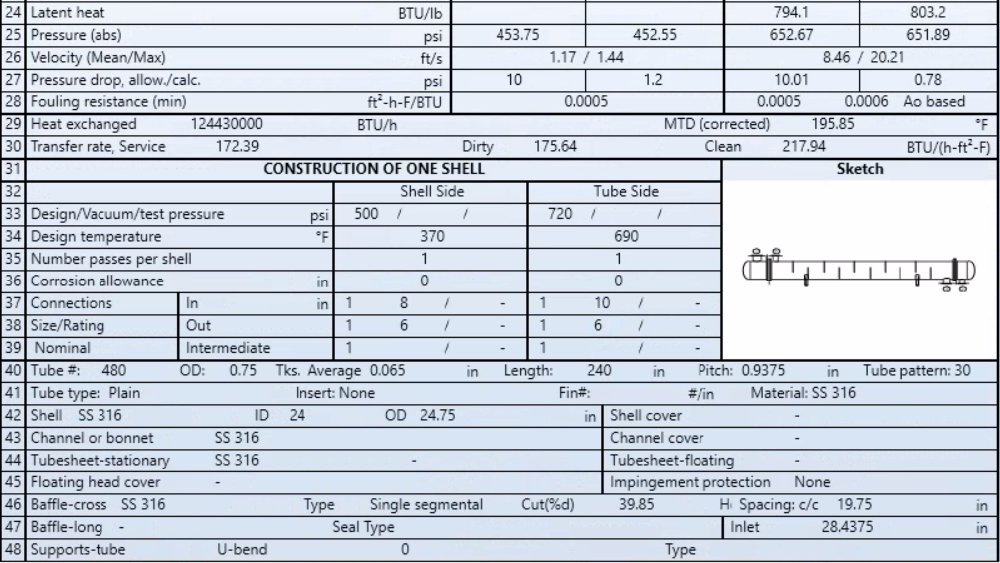 24 Latent heat BTU/lb 794.1 803.2
25 Pressure (abs) psi 453.75 452.55 652.67 651.89
26 Velocity (Mean/Max) ft/s 1.17 / 1.44 8.46 / 20.21
27 Pressure drop, allow./calc. psi 10 1.2 10.01 0.78
28 Fouling resistance (min) ft²-h-F/BTU 0.0005 0.0005 0.0006 Ao based
29 Heat exchanged 124430000 BTU/h MTD (corrected) 195.85 °F
30 Transfer rate, Service 172.39 Dirty 175.64 Clean 217.94 BTU/(h-ft²-F)
31 CONSTRUCTION OF ONE SHELL Sketch
32 Shell Side Tube Side
33 Design/Vacuum/test pressure psi 500 / / 720 / /
34 Design temperature °F 370 690
35 Number passes per shell 1 1
36 Corrosion allowance in 0 0
37 Connections In in 1 8 / - 1 10 / -
38 Size/Rating Out 1 6 / - 1 6 / -
39 Nominal Intermediate 1 / - 1 / -
40 Tube #: 480 OD: 0.75 Tks. Average 0.065 in Length: 240 in Pitch: 0.9375 in Tube pattern: 30
41 Tube type: Plain Insert: None Fin#: #/in Material: SS 316
42 Shell SS 316 ID 24 OD 24.75 in Shell cover -
43 Channel or bonnet SS 316 Channel cover -
44 Tubesheet-stationary SS 316 - Tubesheet-floating -
45 Floating head cover - Impingement protection None
46 Baffle-cross SS 316 Type Single segmental Cut(%d) 39.85 Spacing: c/c 19.75 in
47 Baffle-long - Seal Type Inlet 28.4375 in
48 Supports-tube U-bend 0 Type